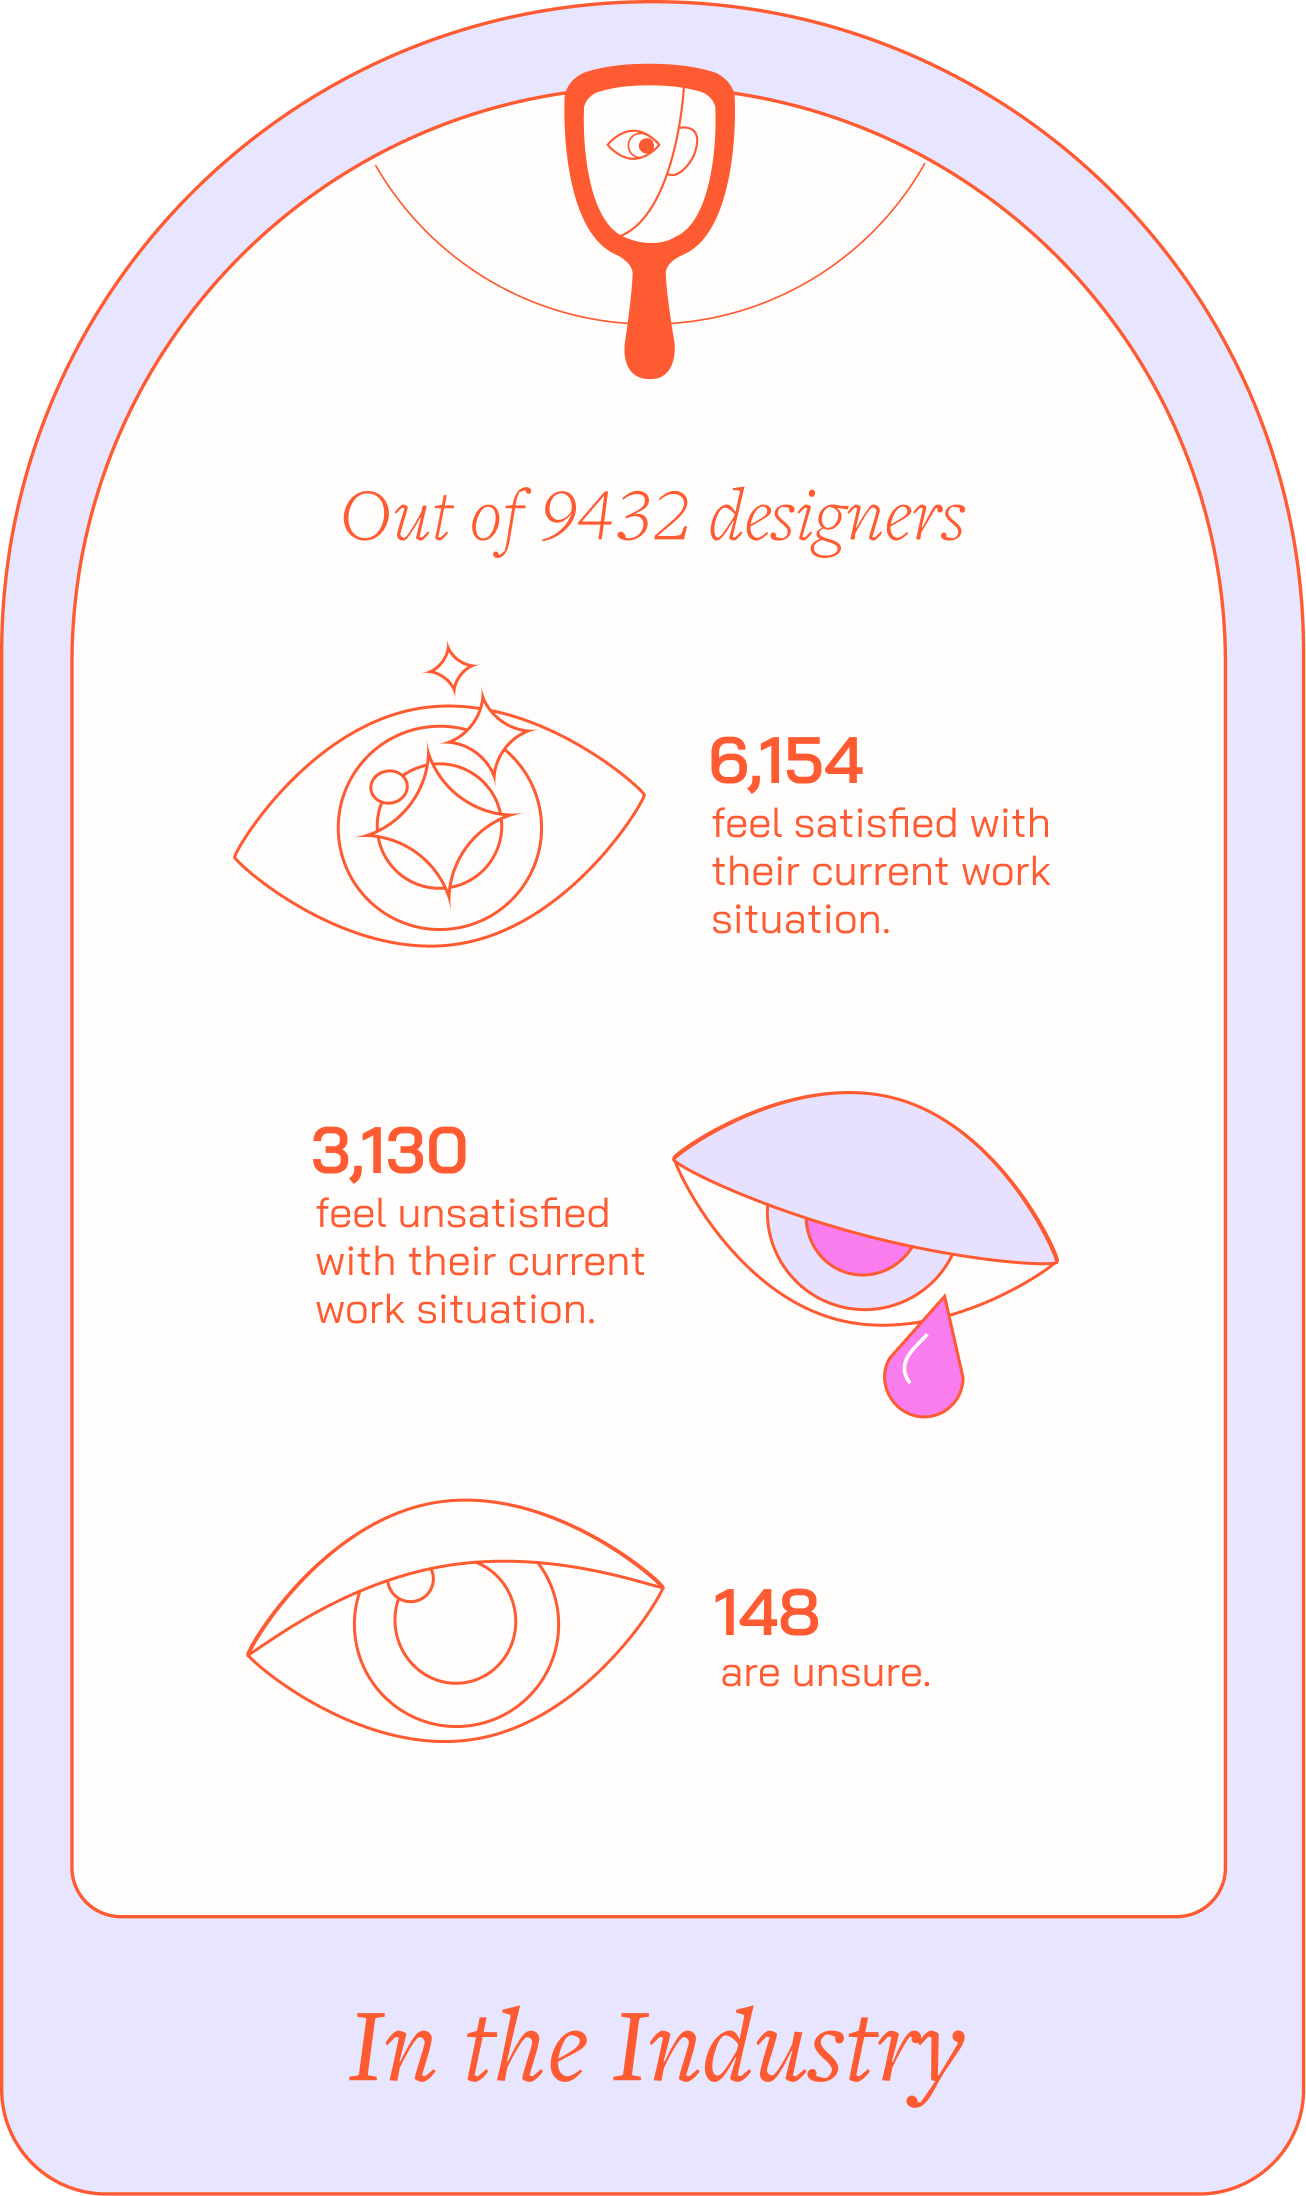 Out of 9432 designers
6,154
feel satisfied with
their current work
situation.
3,130
feel unsatisfied
with their current
work situation.
148
are unsure.
In the Industry